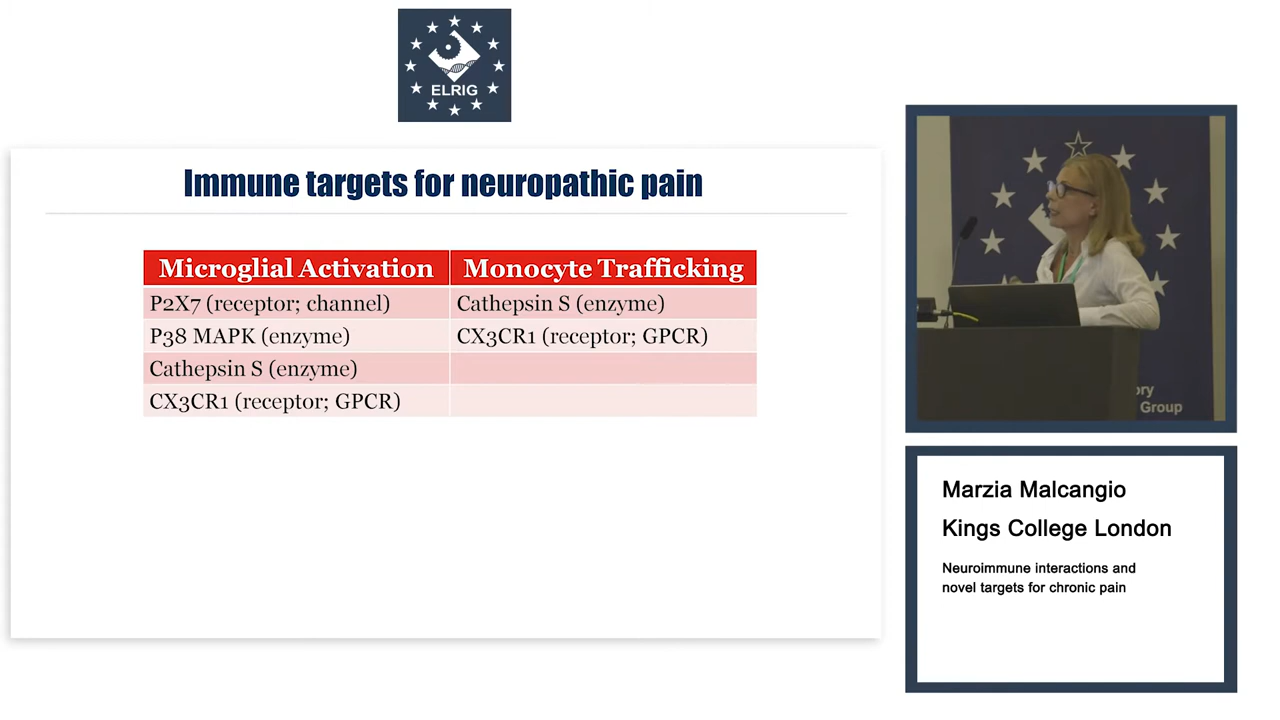 ELRIG
Immune targets for neuropathic pain
Microglial Activation Monocyte Trafficking
P2X7 (receptor; channel) Cathepsin S (enzyme)
P38 MAPK (enzyme) CX3CR1 (receptor; GPCR)
Cathepsin S (enzyme)
CX3CR1 (receptor; GPCR)
Group
Marzia Malcangio
Kings College London
Neuroimmune interactions and
novel targets for chronic pain